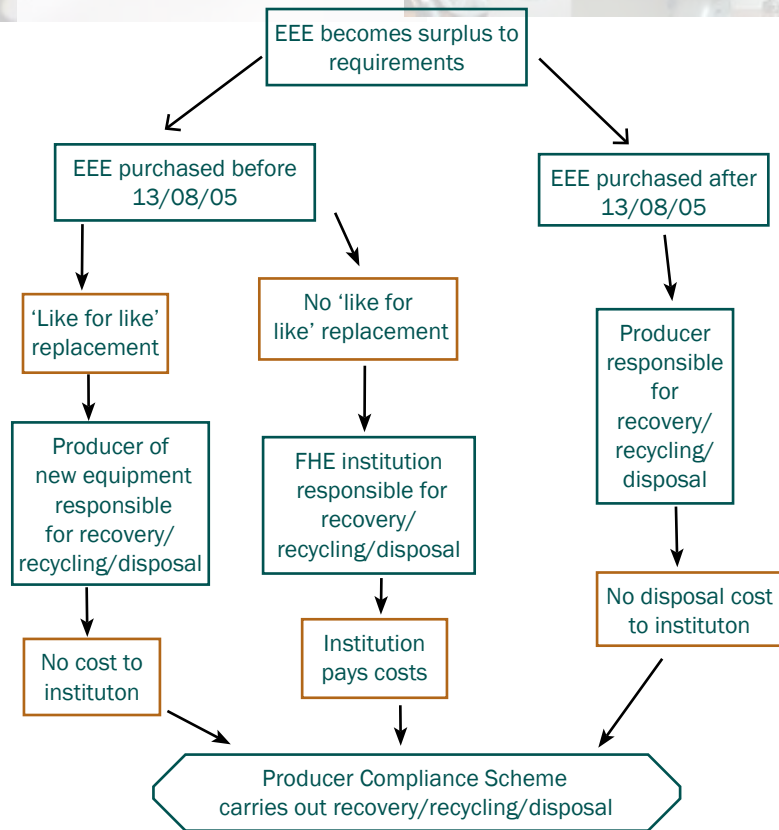 EEE becomes surplus to
requirements
EEE purchased before
13/08/05
EEE purchased after
13/08/05
‘Like for like’
replacement
No ‘like for
like’ replacement
Producer
responsible
for
recovery/
recycling/
disposal
Producer of
new equipment
responsible
for recovery/
recycling/disposal
FHE institution
responsible for
recovery/
recycling/disposal
No disposal cost
to instituton
No cost to
instituton
Institution
pays costs
Producer Compliance Scheme
carries out recovery/recycling/disposal